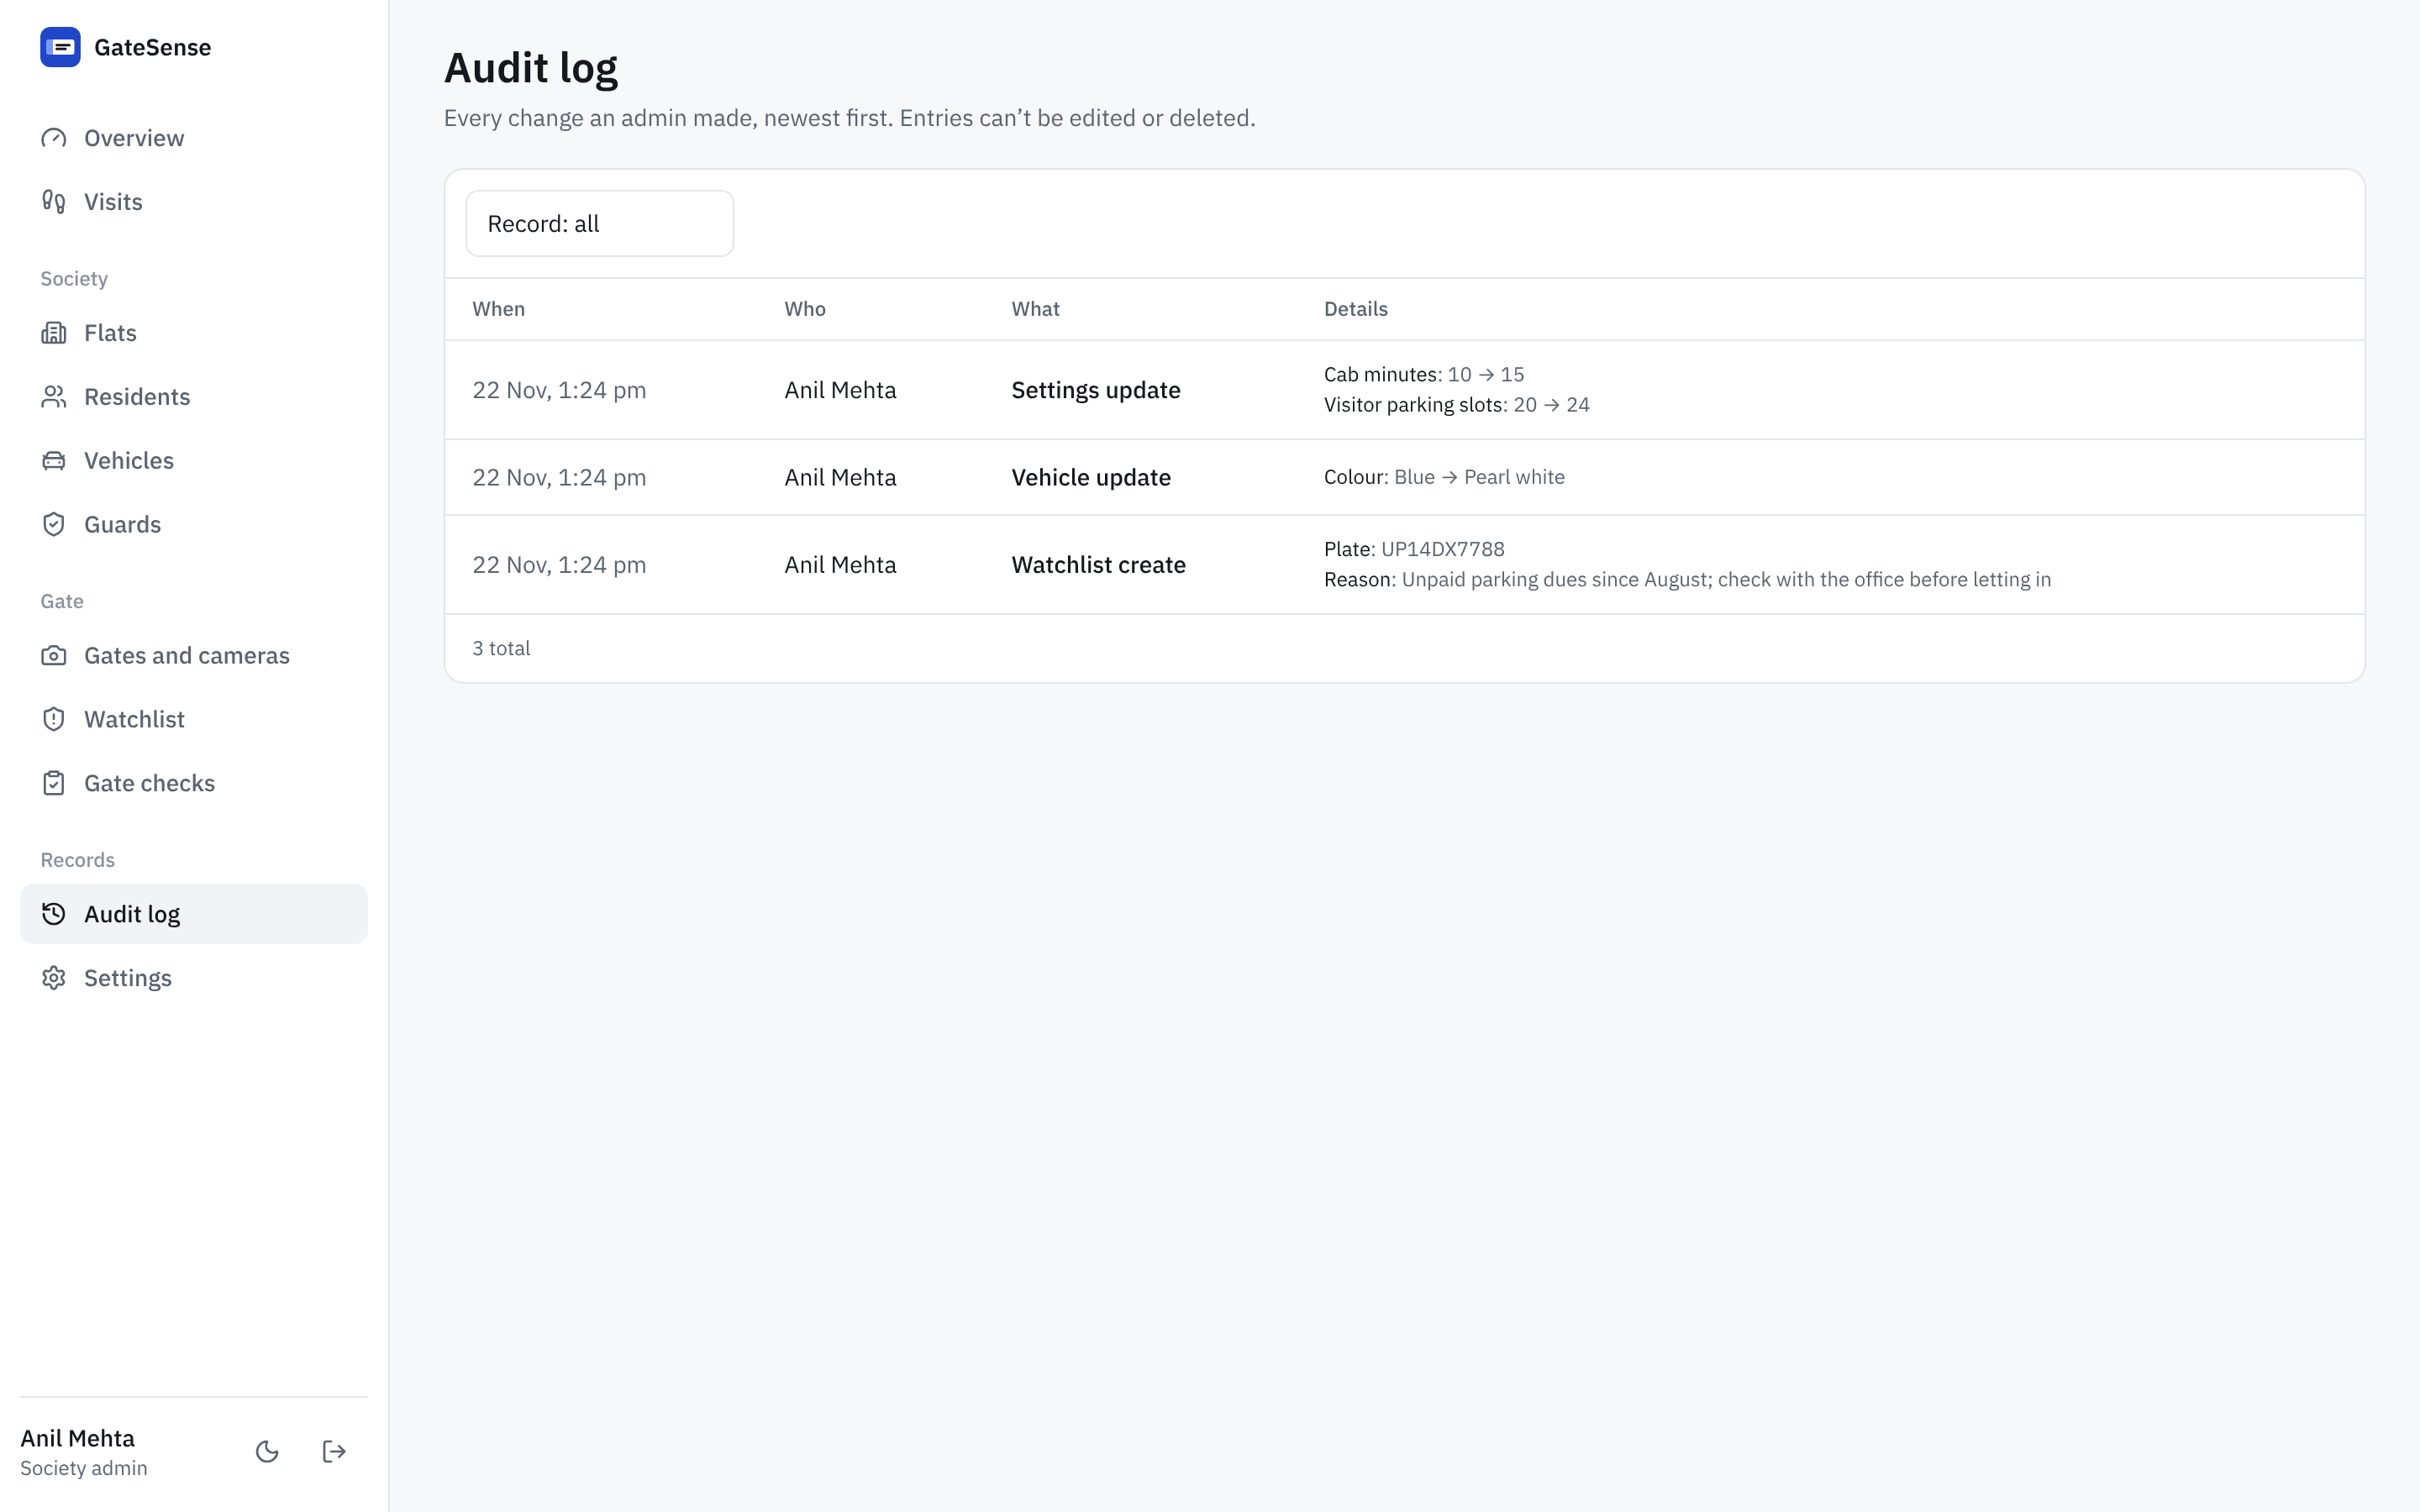 GateSense
Overview
Visits
Society
Flats
Residents
Vehicles
Guards
Gate
Gates and cameras
Watchlist
Gate checks
Records
Audit log
Settings
Anil Mehta
Society admin
Audit log
Every change an admin made, newest first. Entries can’t be edited or deleted.
Record: all
When Who What Details
22 Nov, 1:24 pm Anil Mehta Settings update Cab minutes: 10 → 15
Visitor parking slots: 20 → 24
22 Nov, 1:24 pm Anil Mehta Vehicle update Colour: Blue → Pearl white
22 Nov, 1:24 pm Anil Mehta Watchlist create Plate: UP14DX7788
Reason: Unpaid parking dues since August; check with the office before letting in
3 total